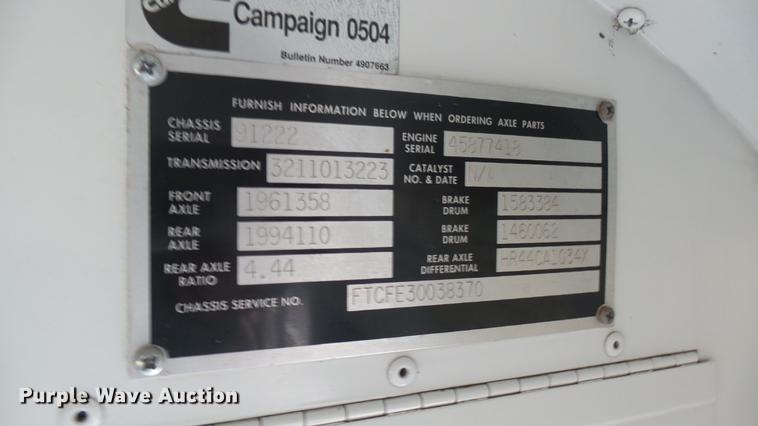 Campaign 0504
Bulletin Number 4907663
FURNISH INFORMATION BELOW WHEN ORDERING AXLE PARTS
CHASSIS SERIAL 91222 ENGINE SERIAL 45877418
TRANSMISSION 3211013223 CATALYST NO. & DATE N/A
FRONT AXLE 1961358 BRAKE DRUM 1583384
REAR AXLE 1994110 BRAKE DRUM 1460062
REAR AXLE RATIO 4.44 REAR AXLE DIFFERENTIAL HR44CA1034Y
CHASSIS SERVICE NO. FTCFE30038370
Purple Wave Auction